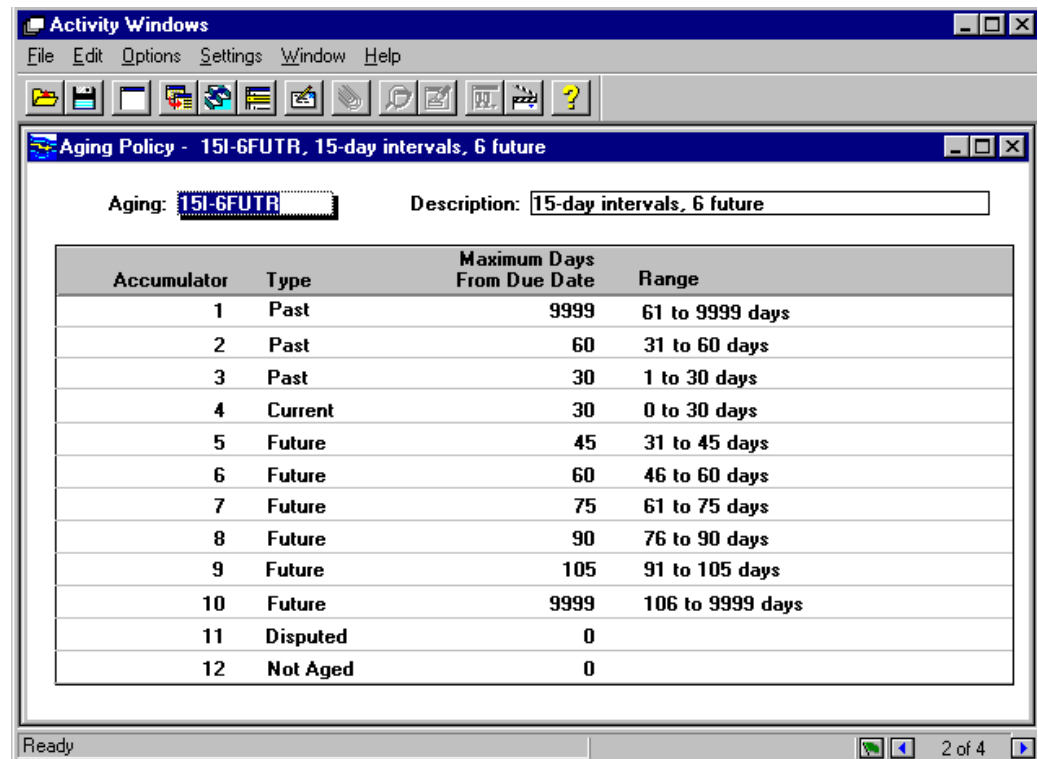 Activity Windows
File Edit Options Settings Window Help
Aging Policy - 15I-6FUTR, 15-day intervals, 6 future
Aging: 15I-6FUTR Description: 15-day intervals, 6 future
Accumulator Type Maximum Days From Due Date Range
1 Past 9999 61 to 9999 days
2 Past 60 31 to 60 days
3 Past 30 1 to 30 days
4 Current 30 0 to 30 days
5 Future 45 31 to 45 days
6 Future 60 46 to 60 days
7 Future 75 61 to 75 days
8 Future 90 76 to 90 days
9 Future 105 91 to 105 days
10 Future 9999 106 to 9999 days
11 Disputed 0
12 Not Aged 0
Ready 2 of 4